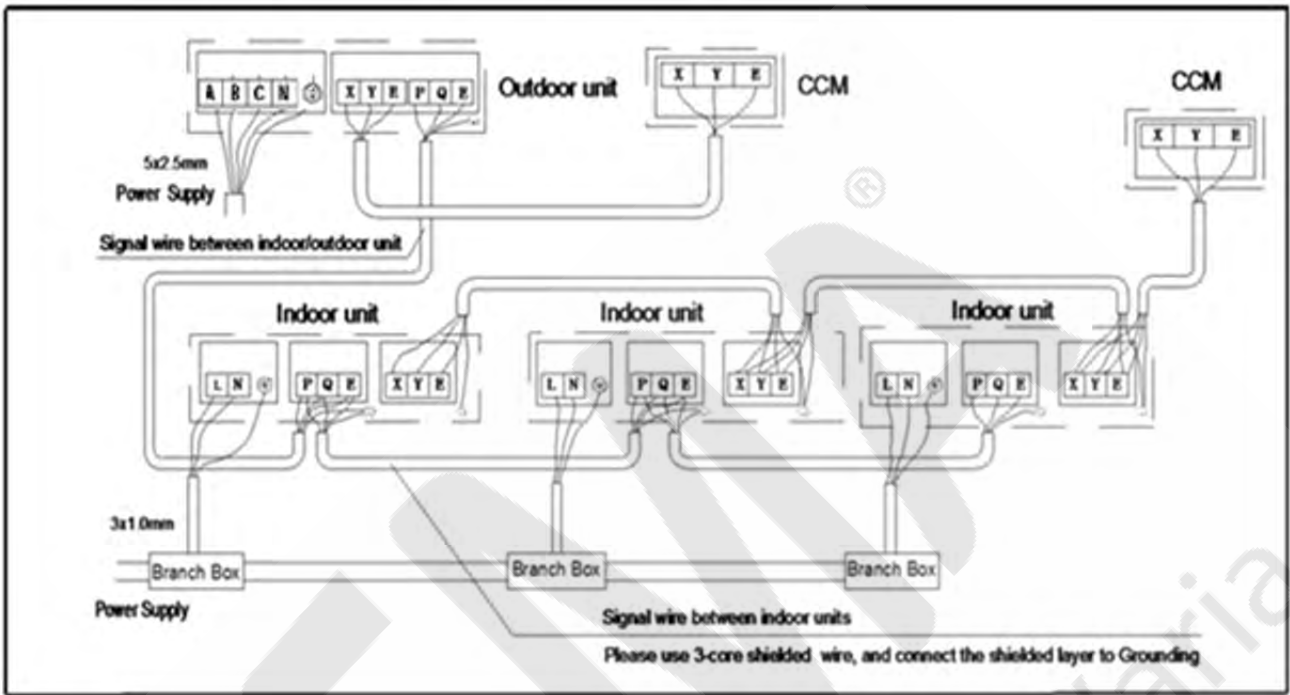 A B C N
X Y E P Q E
Outdoor unit
X Y E
CCM
CCM
X Y E
5x2.5mm
Power Supply
®
Signal wire between indoor/outdoor unit
Indoor unit
Indoor unit
Indoor unit
L N
P Q E
X Y E
L N
P Q E
X Y E
L N
P Q E
X Y E
3x1.0mm
Branch Box
Branch Box
Branch Box
Power Supply
Signal wire between indoor units
Please use 3-core shielded wire, and connect the shielded layer to Grounding
aria